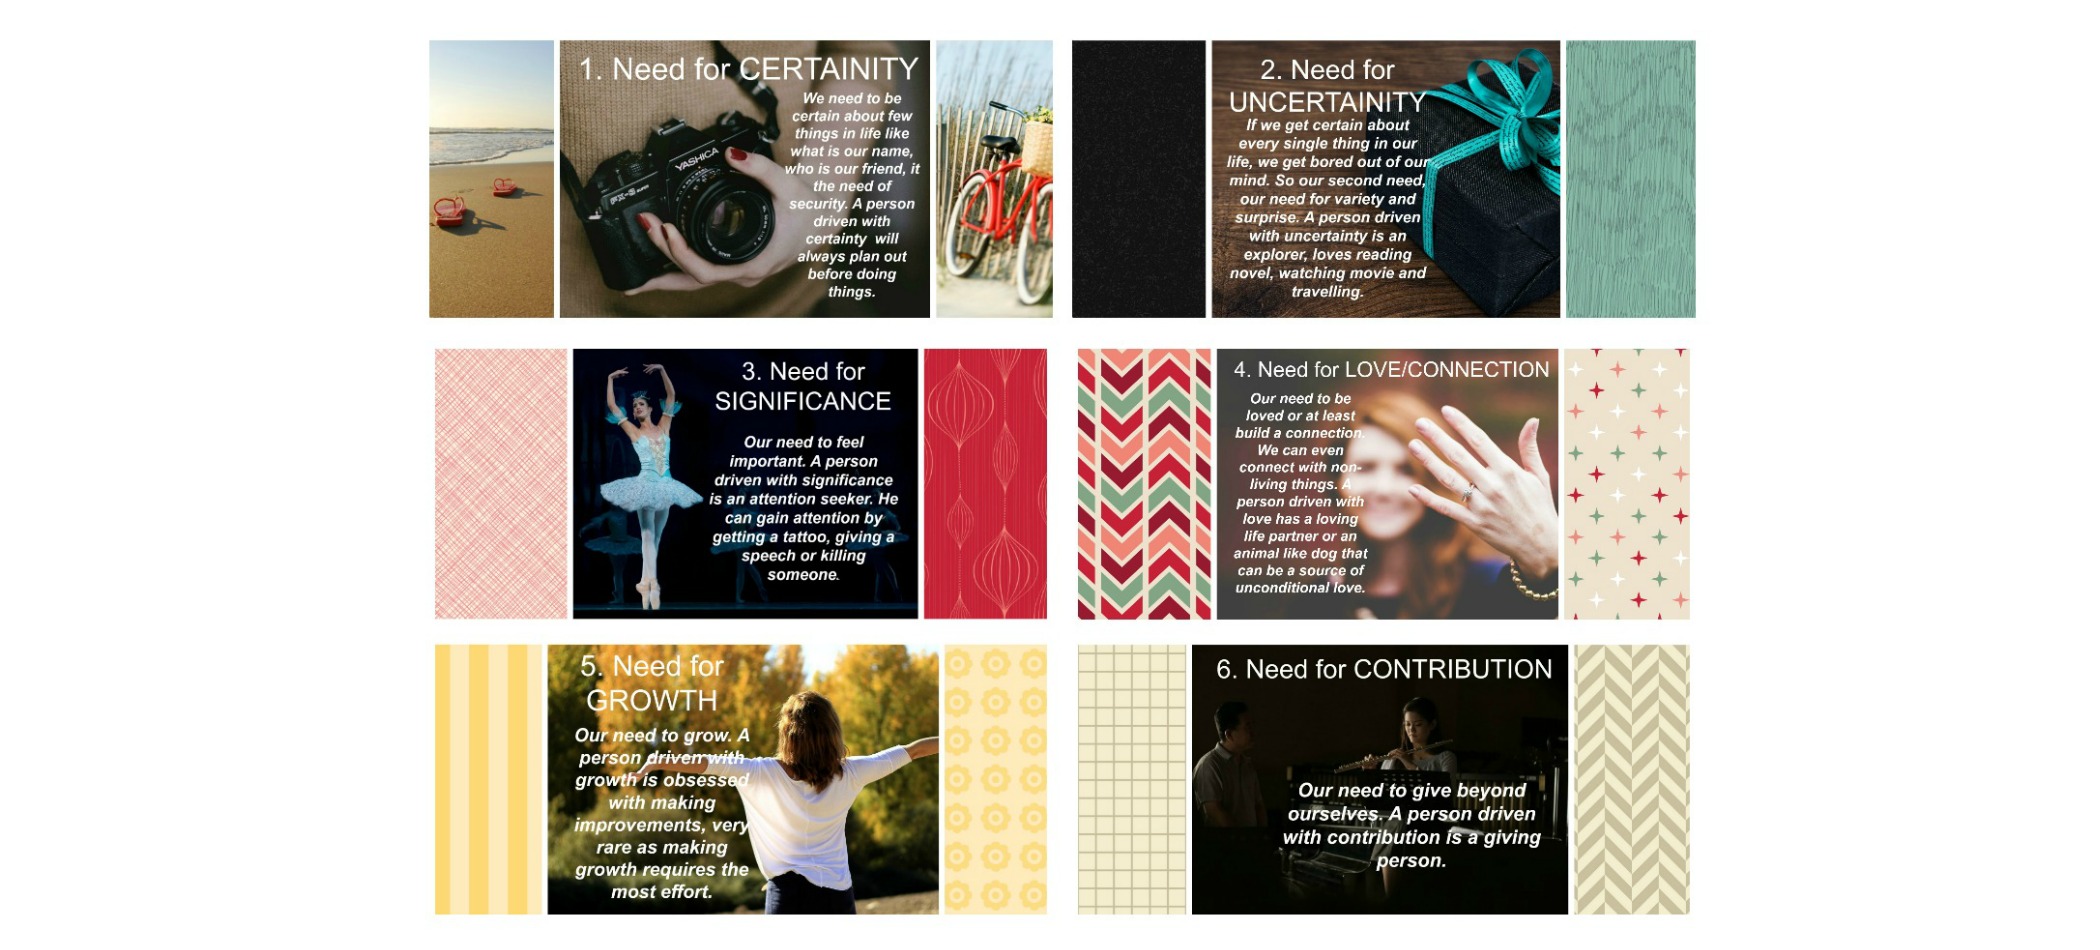 1. Need for CERTAINITY
We need to be
certain about few
things in life like
what is our name,
who is our friend, it
the need of
security. A person
driven with
certainty will
always plan out
before doing
things.
YASHICA
2. Need for
UNCERTAINITY
If we get certain about
every single thing in our
life, we get bored out of our
mind. So our second need,
our need for variety and
surprise. A person driven
with uncertainty is an
explorer, loves reading
novel, watching movie and
travelling.
3. Need for
SIGNIFICANCE
Our need to feel
important. A person
driven with significance
is an attention seeker. He
can gain attention by
getting a tattoo, giving a
speech or killing
someone.
4. Need for LOVE/CONNECTION
Our need to be
loved or at least
build a connection.
We can even
connect with non-
living things. A
person driven with
love has a loving
life partner or an
animal like dog that
can be a source of
unconditional love.
5. Need for
GROWTH
Our need to grow. A
person driven with
growth is obsessed
with making
improvements, very
rare as making
growth requires the
most effort.
6. Need for CONTRIBUTION
Our need to give beyond
ourselves. A person driven
with contribution is a giving
person.